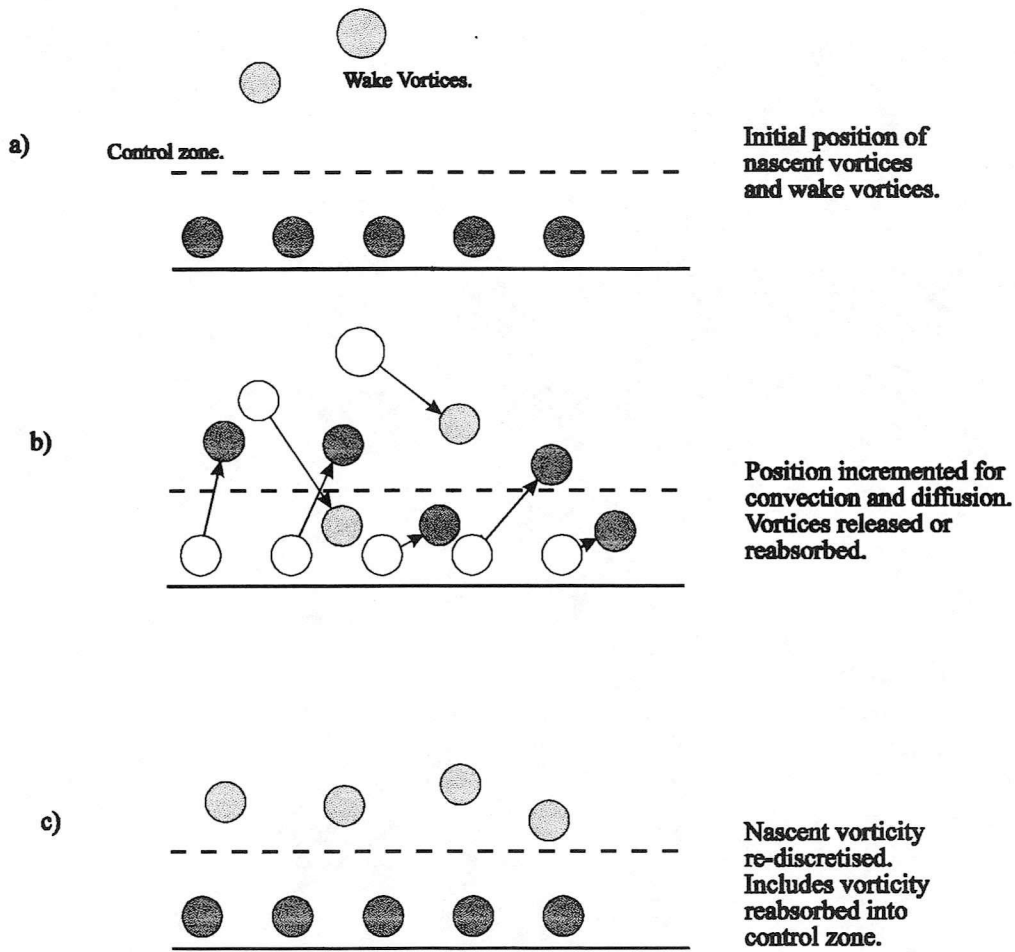 Wake Vortices.
a)
Control zone.
Initial position of
nascent vortices
and wake vortices.
b)
Position incremented for
convection and diffusion.
Vortices released or
reabsorbed.
c)
Nascent vorticity
re-discretised.
Includes vorticity
reabsorbed into
control zone.